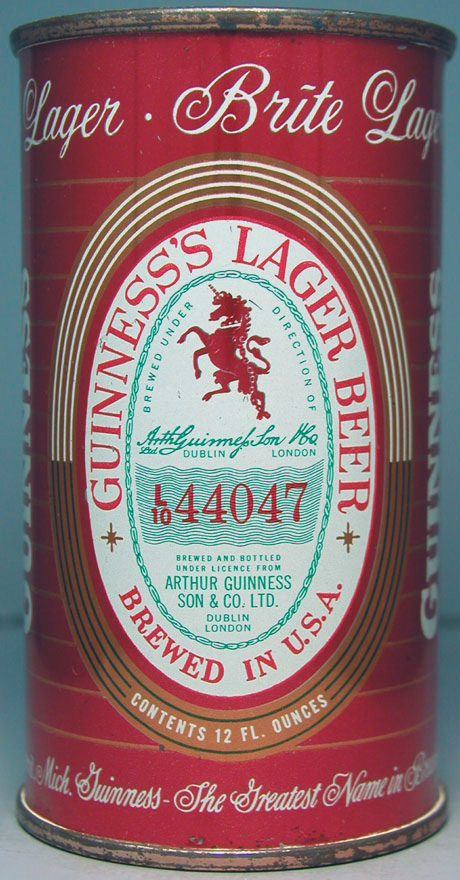 Lager · Brite Lage
GUINNESS'S LAGER BEER
BREWED UNDER DIRECTION OF
Arth Guinness Son & Co.
Ltd. DUBLIN LONDON
L/10 44047
BREWED AND BOTTLED
UNDER LICENCE FROM
ARTHUR GUINNESS
SON & CO. LTD.
DUBLIN
LONDON
BREWED IN U.S.A.
CONTENTS 12 FL. OUNCES
Mich. Guinness - The Greatest Name in
GUINNESS
GUINNESS